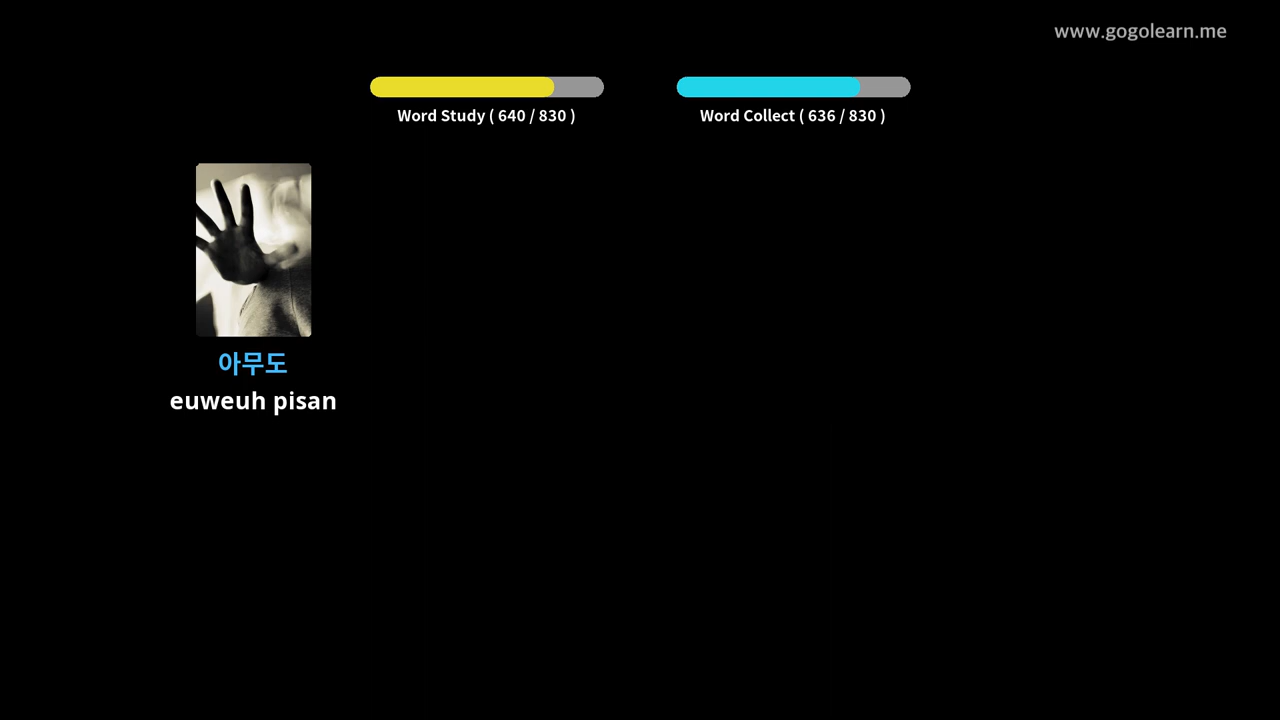 www.gogolearn.me
Word Study ( 640 / 830 )
Word Collect ( 636 / 830 )
아무도
euweuh pisan